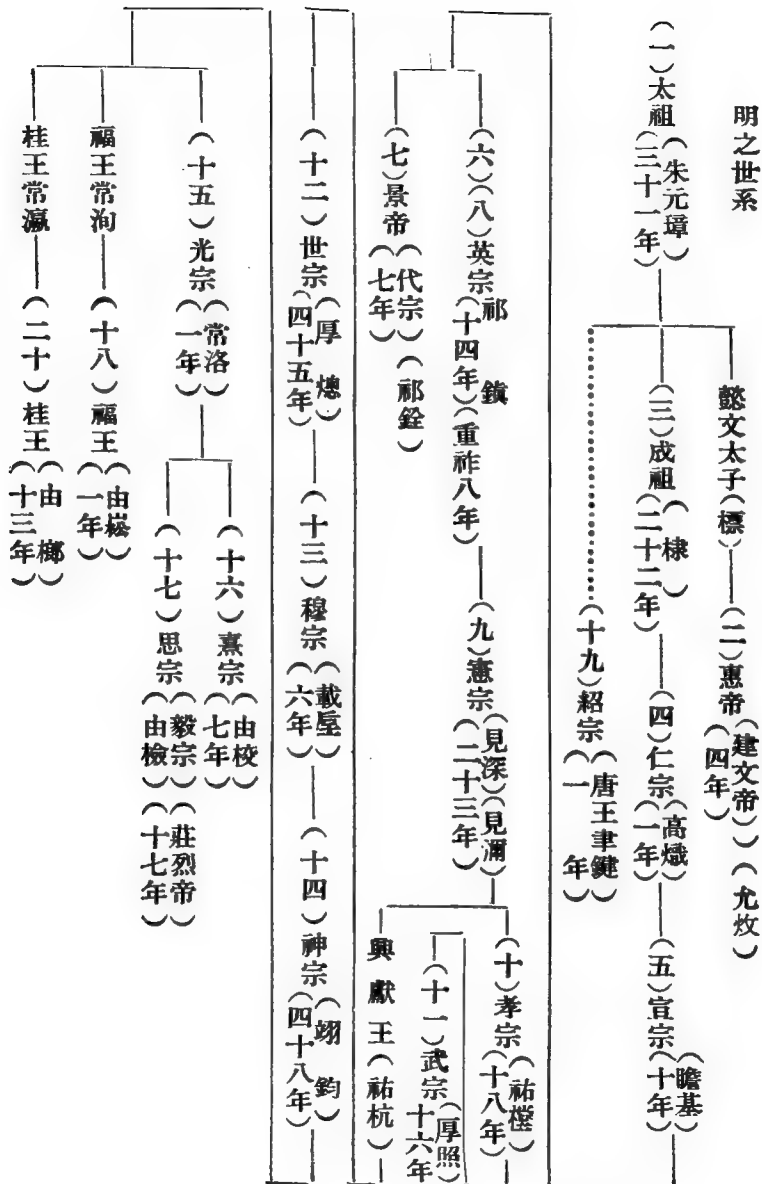 明之世系
(一)太祖(朱元璋)(三十一年)
懿文太子(標)
(二)惠帝(建文帝)(四年)(允炆)
(三)成祖(棣)(二十二年)
(四)仁宗(高熾)(一年)
(五)宣宗(瞻基)(十年)
(十九)紹宗(唐王聿鍵)(一年)
(六)(八)英宗祁鎮(十四年)(重祚八年)
(九)憲宗(見深)(見濡)(二十三年)
(十)孝宗(祐樘)(十八年)
(十一)武宗(厚照)十六年
興獻王(祐杬)
(七)景帝(代宗)(七年)(祁銓)
(十二)世宗(厚熜)(四十五年)
(十三)穆宗(載垕)(六年)
(十四)神宗(翊鈞)(四十八年)
(十五)光宗(常洛)(一年)
(十六)熹宗(由校)(七年)
(十七)思宗(毅宗)(由檢)(莊烈帝)(十七年)
福王常洵
(十八)福王(由崧)(一年)
桂王常瀛
(二十)桂王(由榔)(十三年)